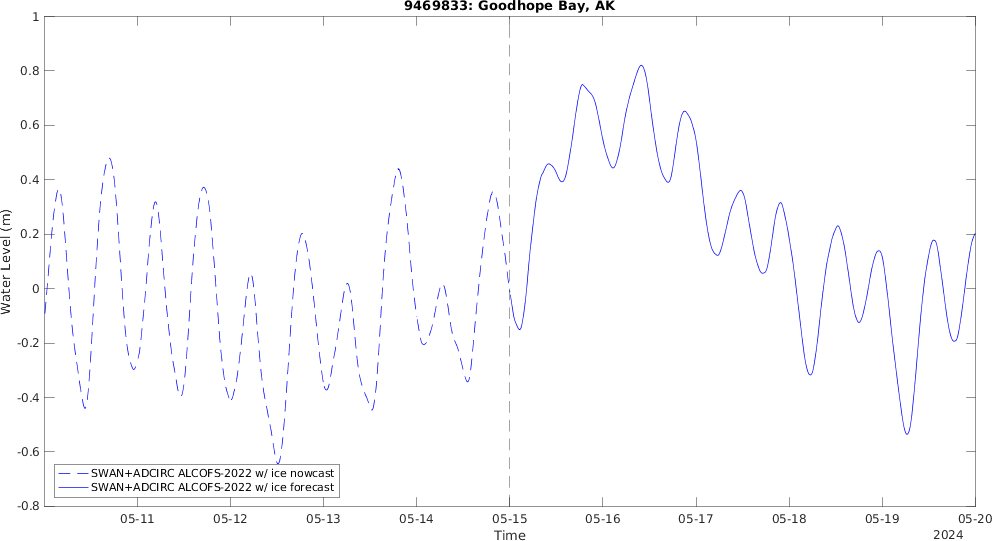 9469833: Goodhope Bay, AK
Water Level (m)
1
0.8
0.6
0.4
0.2
0
-0.2
-0.4
-0.6
-0.8
SWAN+ADCIRC ALCOFS-2022 w/ ice nowcast
SWAN+ADCIRC ALCOFS-2022 w/ ice forecast
05-11 05-12 05-13 05-14 05-15 05-16 05-17 05-18 05-19 05-20
Time
2024